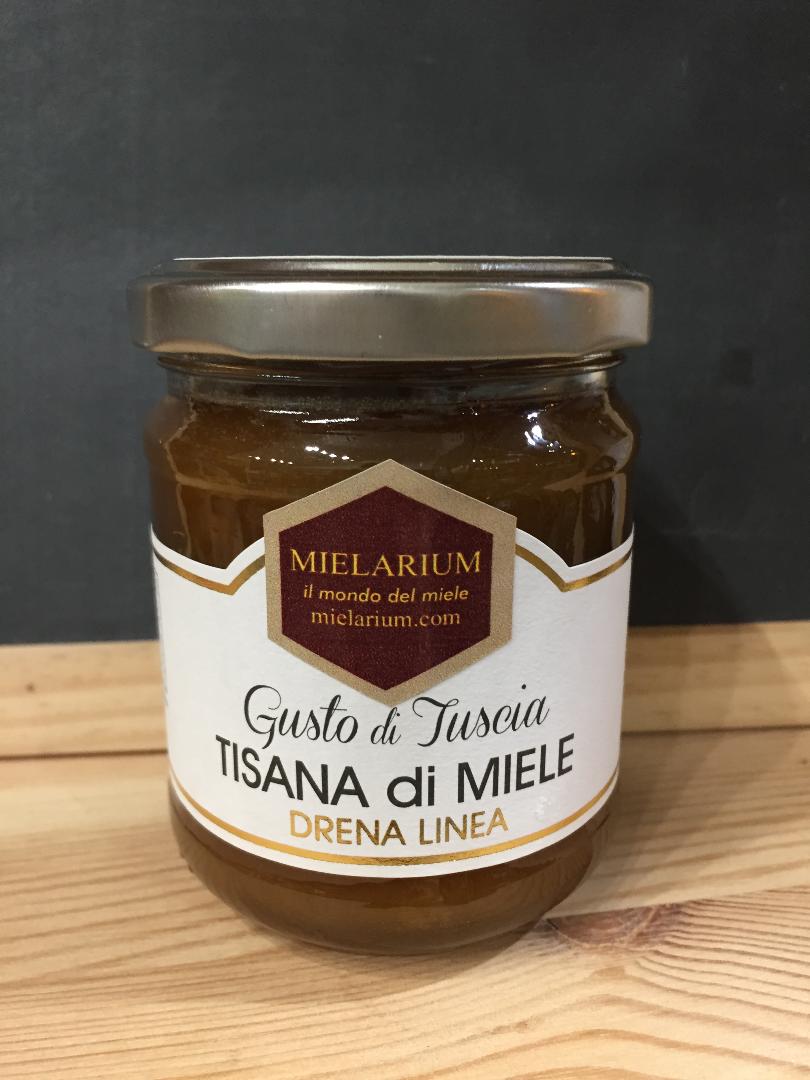 MIELARIUM
il mondo del miele
mielarium.com
Gusto di Tuscia
TISANA di MIELE
DRENA LINEA